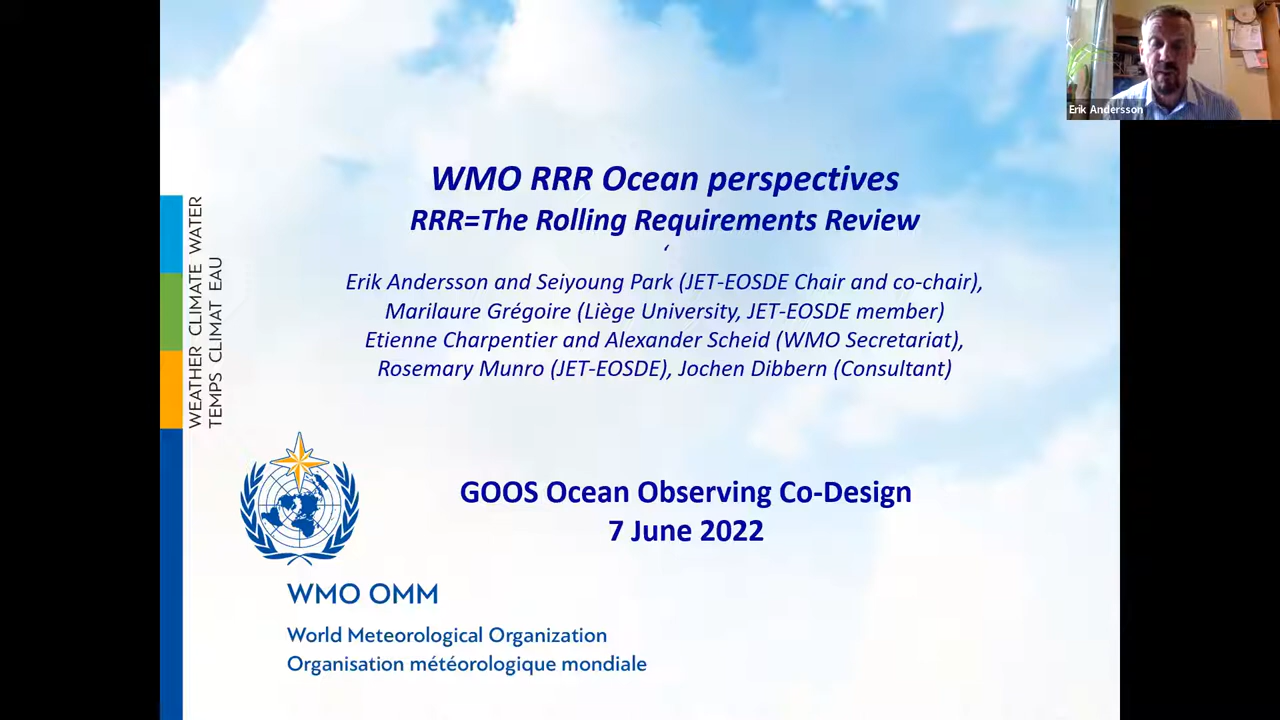 WMO RRR Ocean perspectives
RRR=The Rolling Requirements Review
‘
Erik Andersson and Seiyoung Park (JET-EOSDE Chair and co-chair),
Marilaure Grégoire (Liège University, JET-EOSDE member)
Etienne Charpentier and Alexander Scheid (WMO Secretariat),
Rosemary Munro (JET-EOSDE), Jochen Dibbern (Consultant)
GOOS Ocean Observing Co-Design
7 June 2022
WEATHER CLIMATE WATER
TEMPS CLIMAT EAU
WMO OMM
World Meteorological Organization
Organisation météorologique mondiale
Erik Andersson